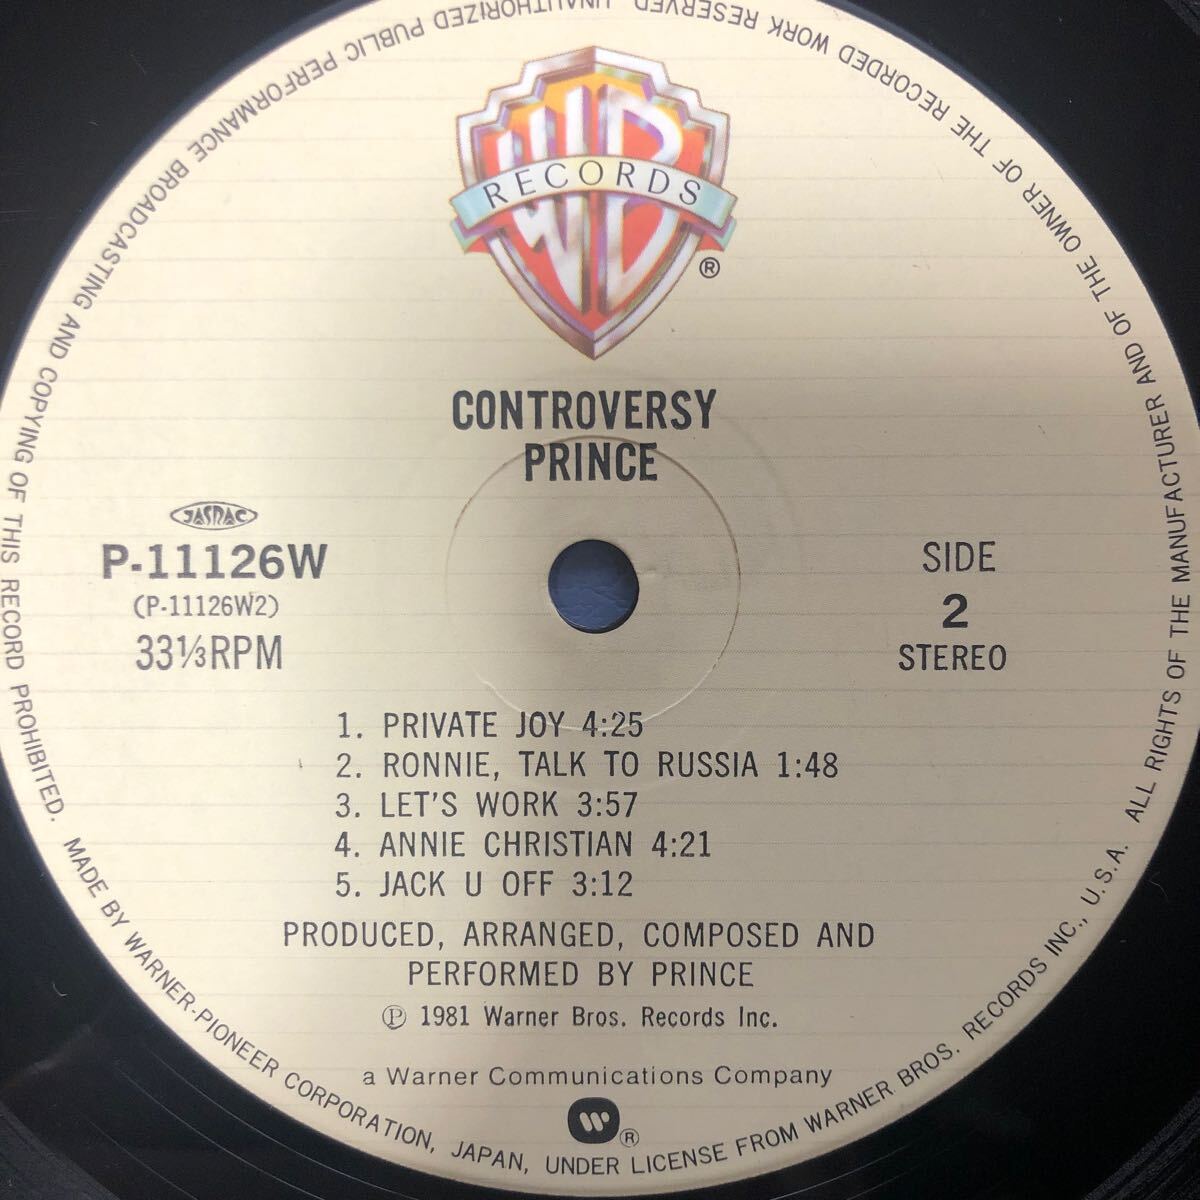 WB
RECORDS
®
CONTROVERSY
PRINCE
JASRAC
P-11126W
(P-11126W2)
33⅓RPM
SIDE
2
STEREO
1. PRIVATE JOY 4:25
2. RONNIE, TALK TO RUSSIA 1:48
3. LET'S WORK 3:57
4. ANNIE CHRISTIAN 4:21
5. JACK U OFF 3:12
PRODUCED, ARRANGED, COMPOSED AND
PERFORMED BY PRINCE
Ⓟ 1981 Warner Bros. Records Inc.
a Warner Communications Company
®
MADE BY WARNER-PIONEER CORPORATION, JAPAN, UNDER LICENSE FROM WARNER BROS. RECORDS INC., U.S.A. ALL RIGHTS OF THE MANUFACTURER AND OF THE OWNER OF THE RECORDED WORK RESERVED UNAUTHORIZED PUBLIC PERFORMANCE BROADCASTING AND COPYING OF THIS RECORD PROHIBITED.